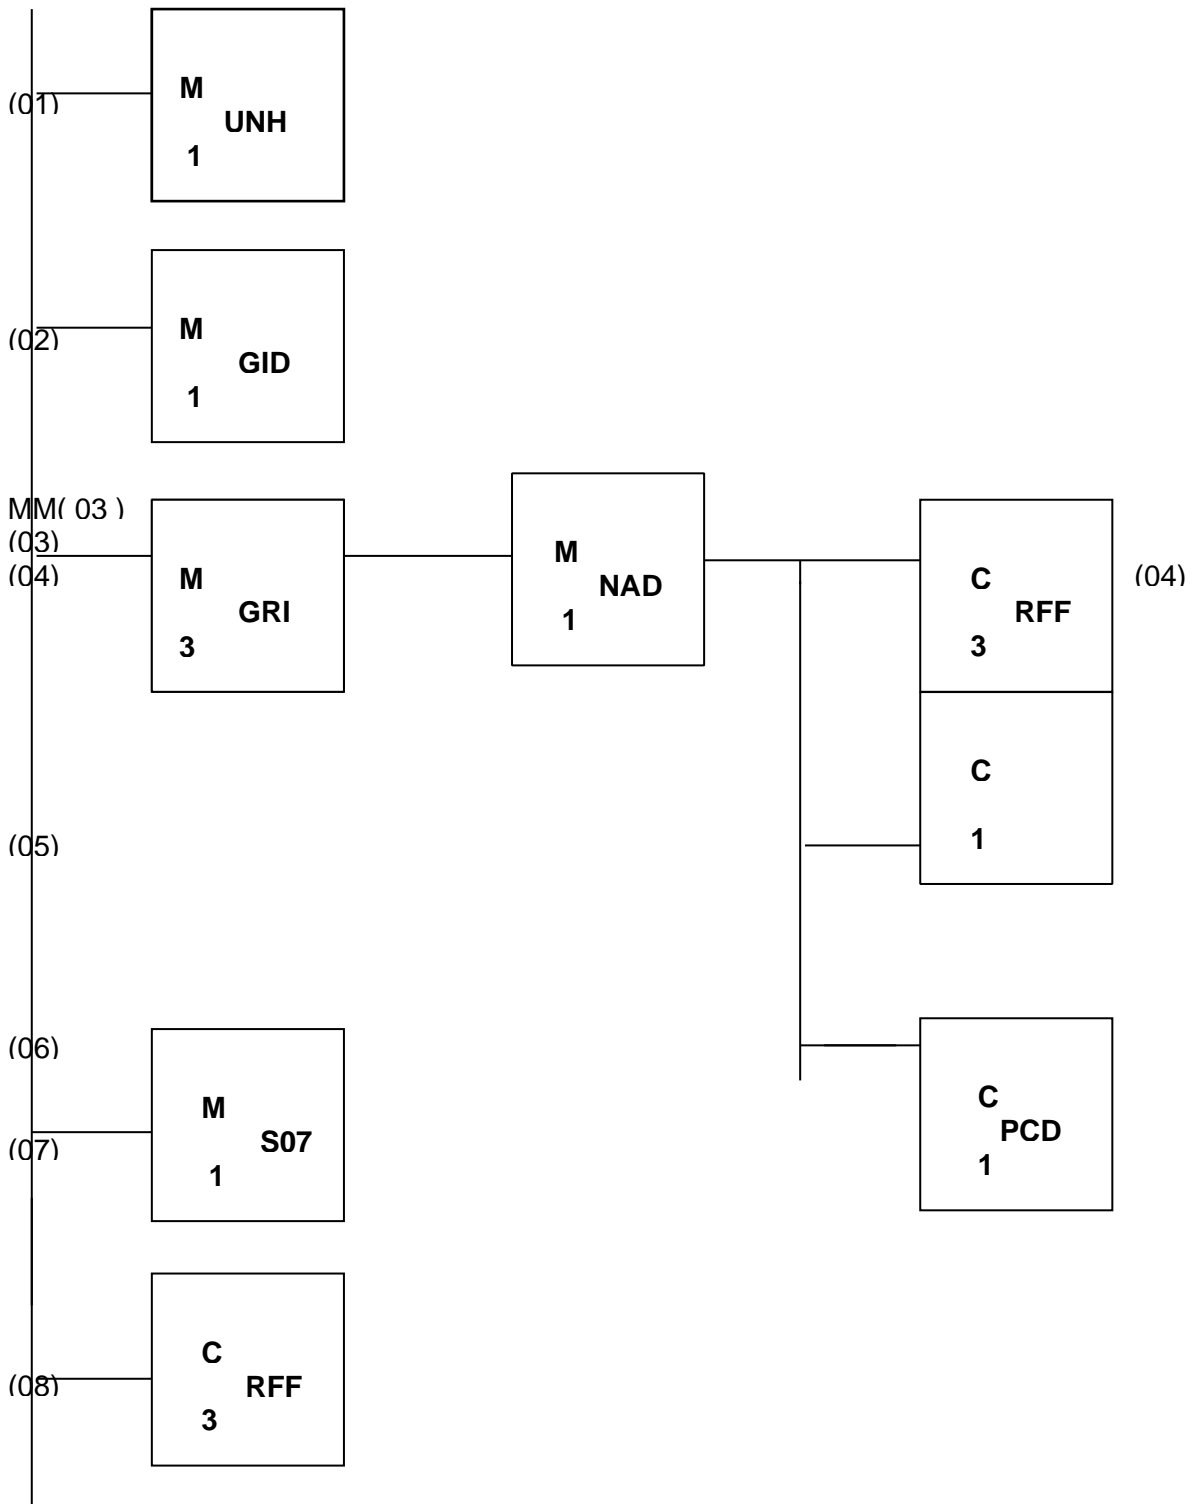 M
(01)
UNH
1
M
(02)
GID
1
MM( 03 )
(03)
(04)
M
GRI
3
M
NAD
1
C
RFF
3
(04)
C
1
(05)
(06)
M
S07
1
(07)
C
PCD
1
C
RFF
3
(08)